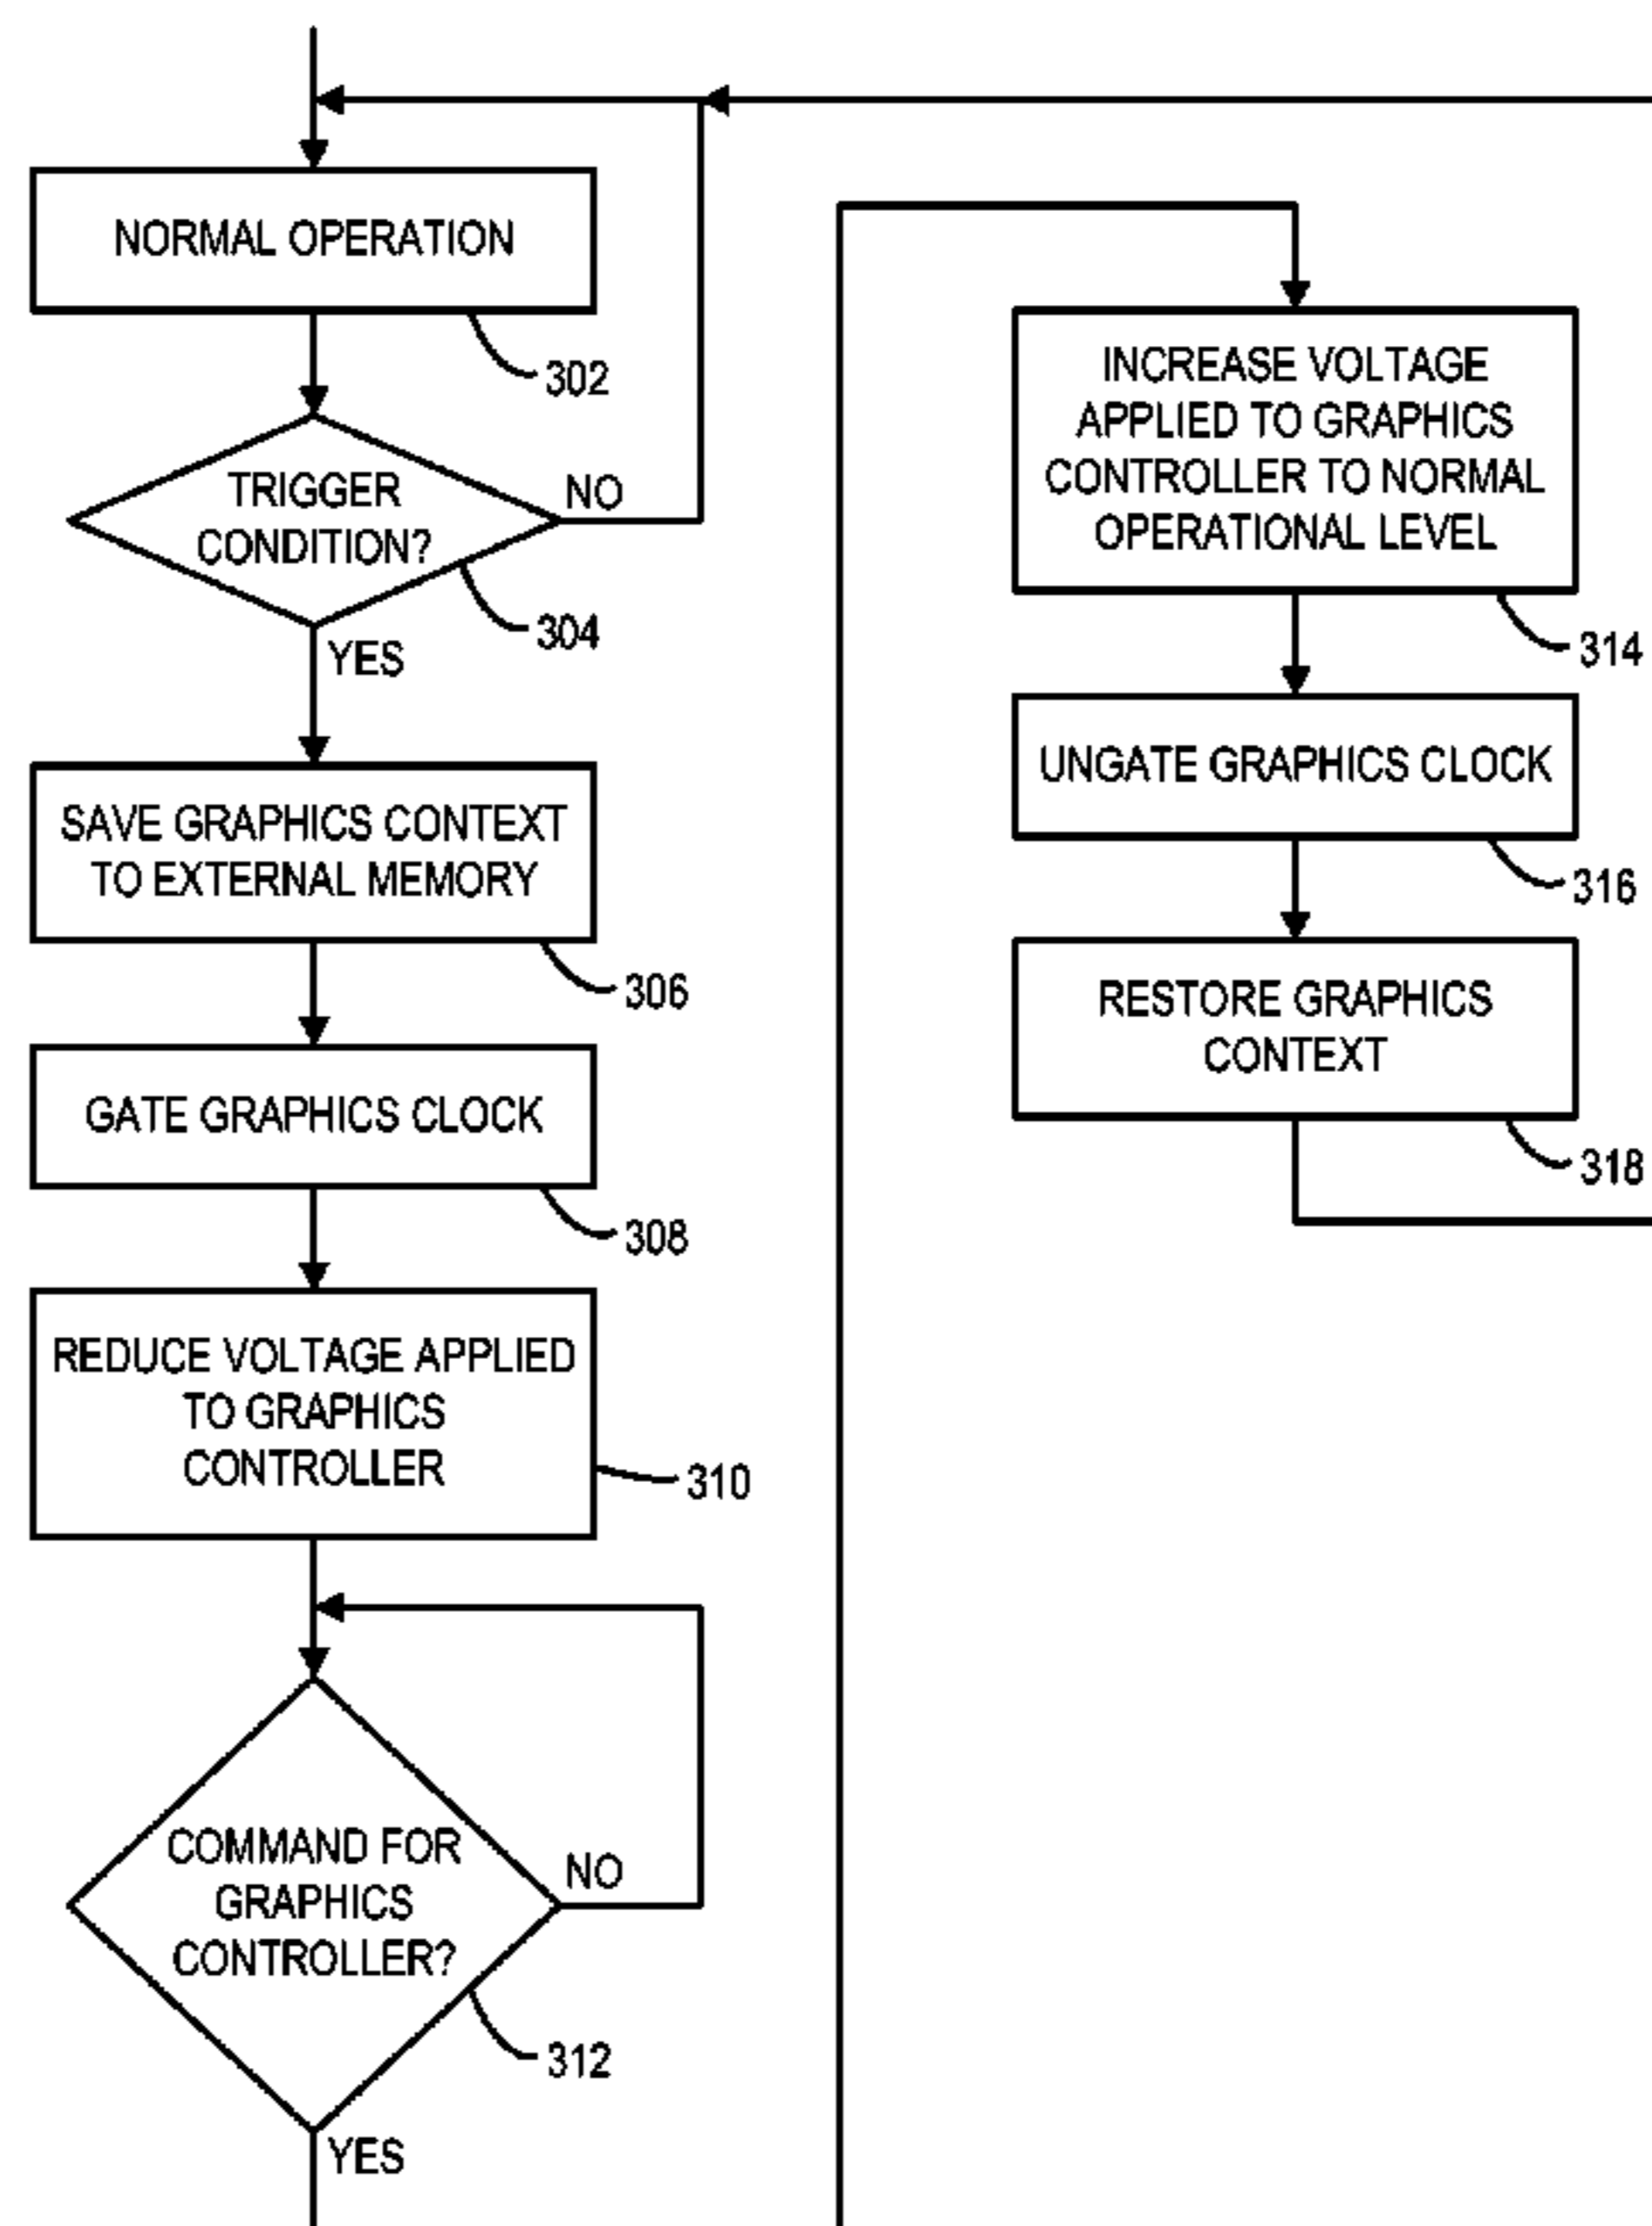 NORMAL OPERATION
302
TRIGGER
CONDITION?
NO
304
YES
SAVE GRAPHICS CONTEXT
TO EXTERNAL MEMORY
306
GATE GRAPHICS CLOCK
308
REDUCE VOLTAGE APPLIED
TO GRAPHICS
CONTROLLER
310
COMMAND FOR
GRAPHICS
CONTROLLER?
NO
312
YES
INCREASE VOLTAGE
APPLIED TO GRAPHICS
CONTROLLER TO NORMAL
OPERATIONAL LEVEL
314
UNGATE GRAPHICS CLOCK
316
RESTORE GRAPHICS
CONTEXT
318